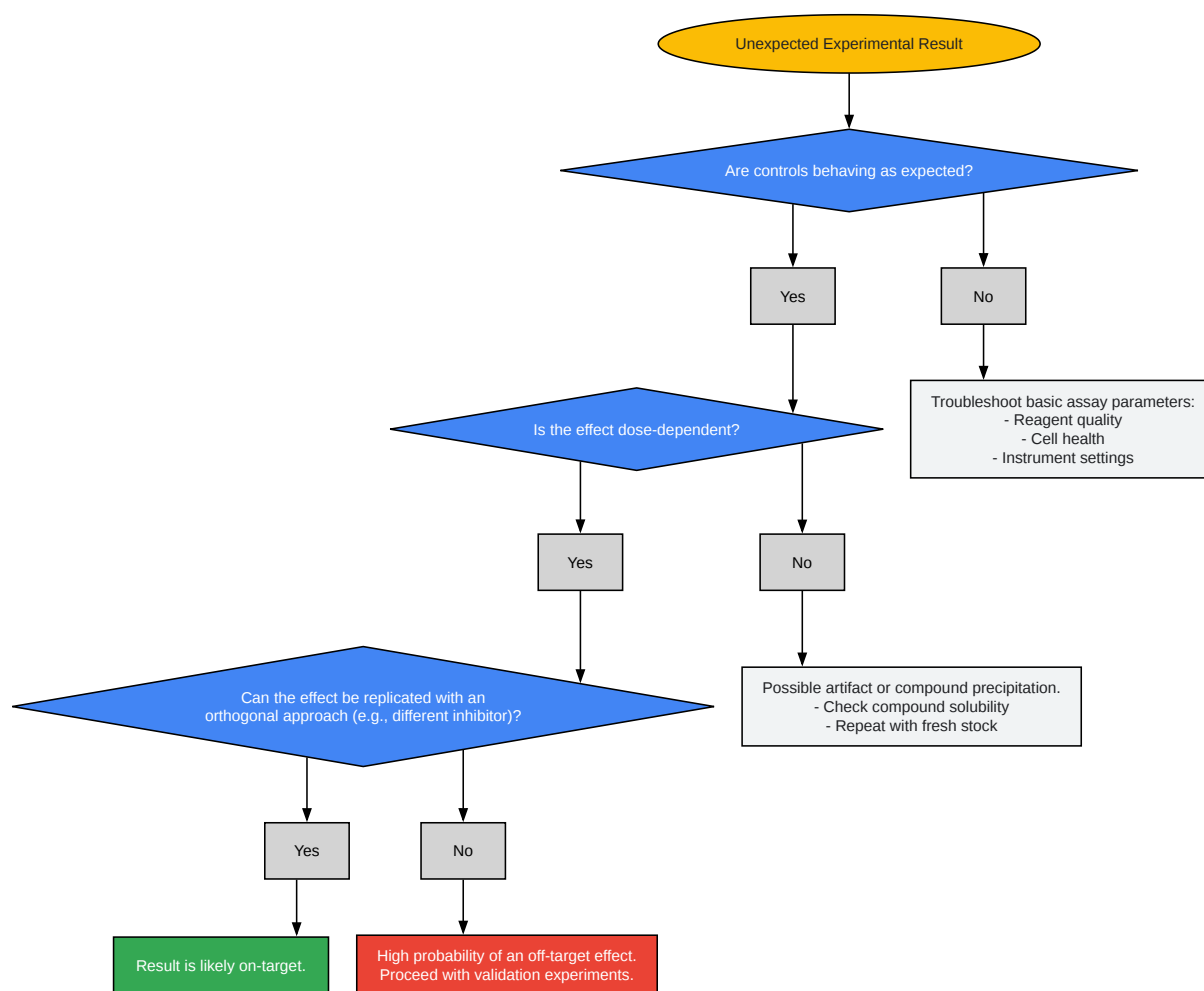 Unexpected Experimental Result
Are controls behaving as expected?
Yes
No
Troubleshoot basic assay parameters:
- Reagent quality
- Cell health
- Instrument settings
Is the effect dose-dependent?
Yes
No
Possible artifact or compound precipitation.
- Check compound solubility
- Repeat with fresh stock
Can the effect be replicated with an
orthogonal approach (e.g., different inhibitor)?
Yes
No
Result is likely on-target.
High probability of an off-target effect.
Proceed with validation experiments.